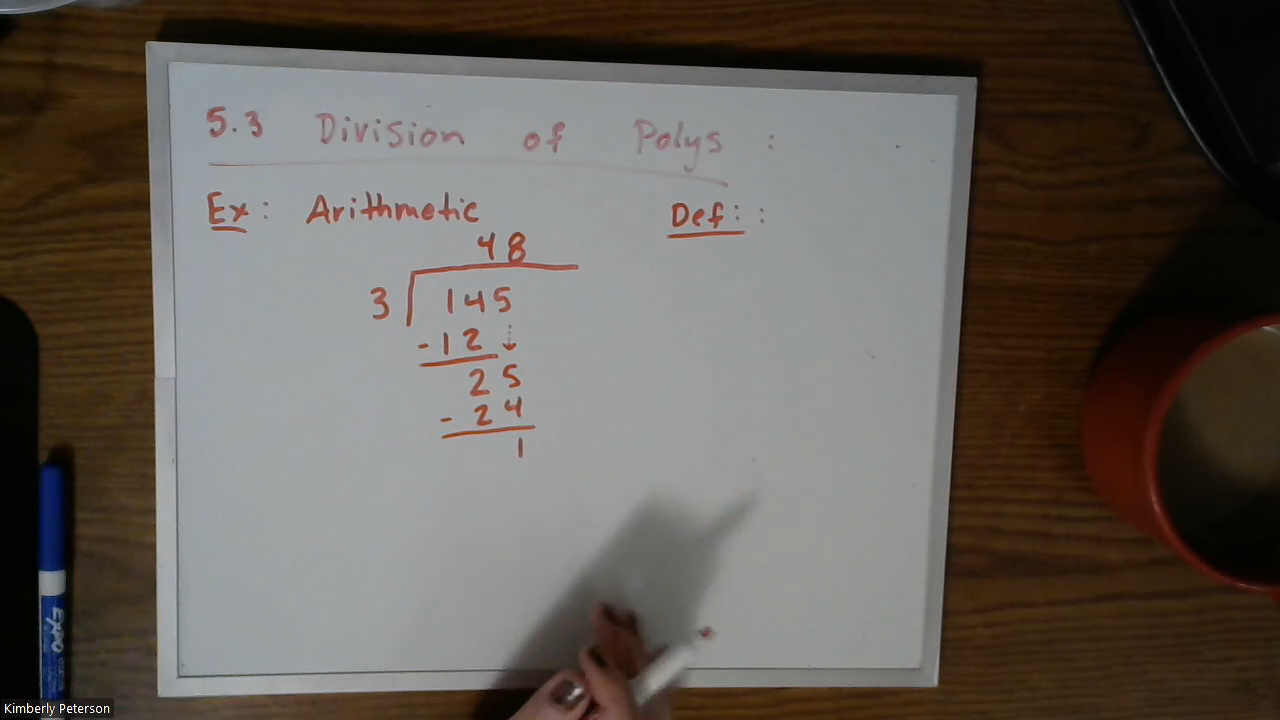 5.3 Division of Polys :
Ex: Arithmetic
Def: :
48
3 145
-12
25
-24
1
EXPO
Kimberly Peterson